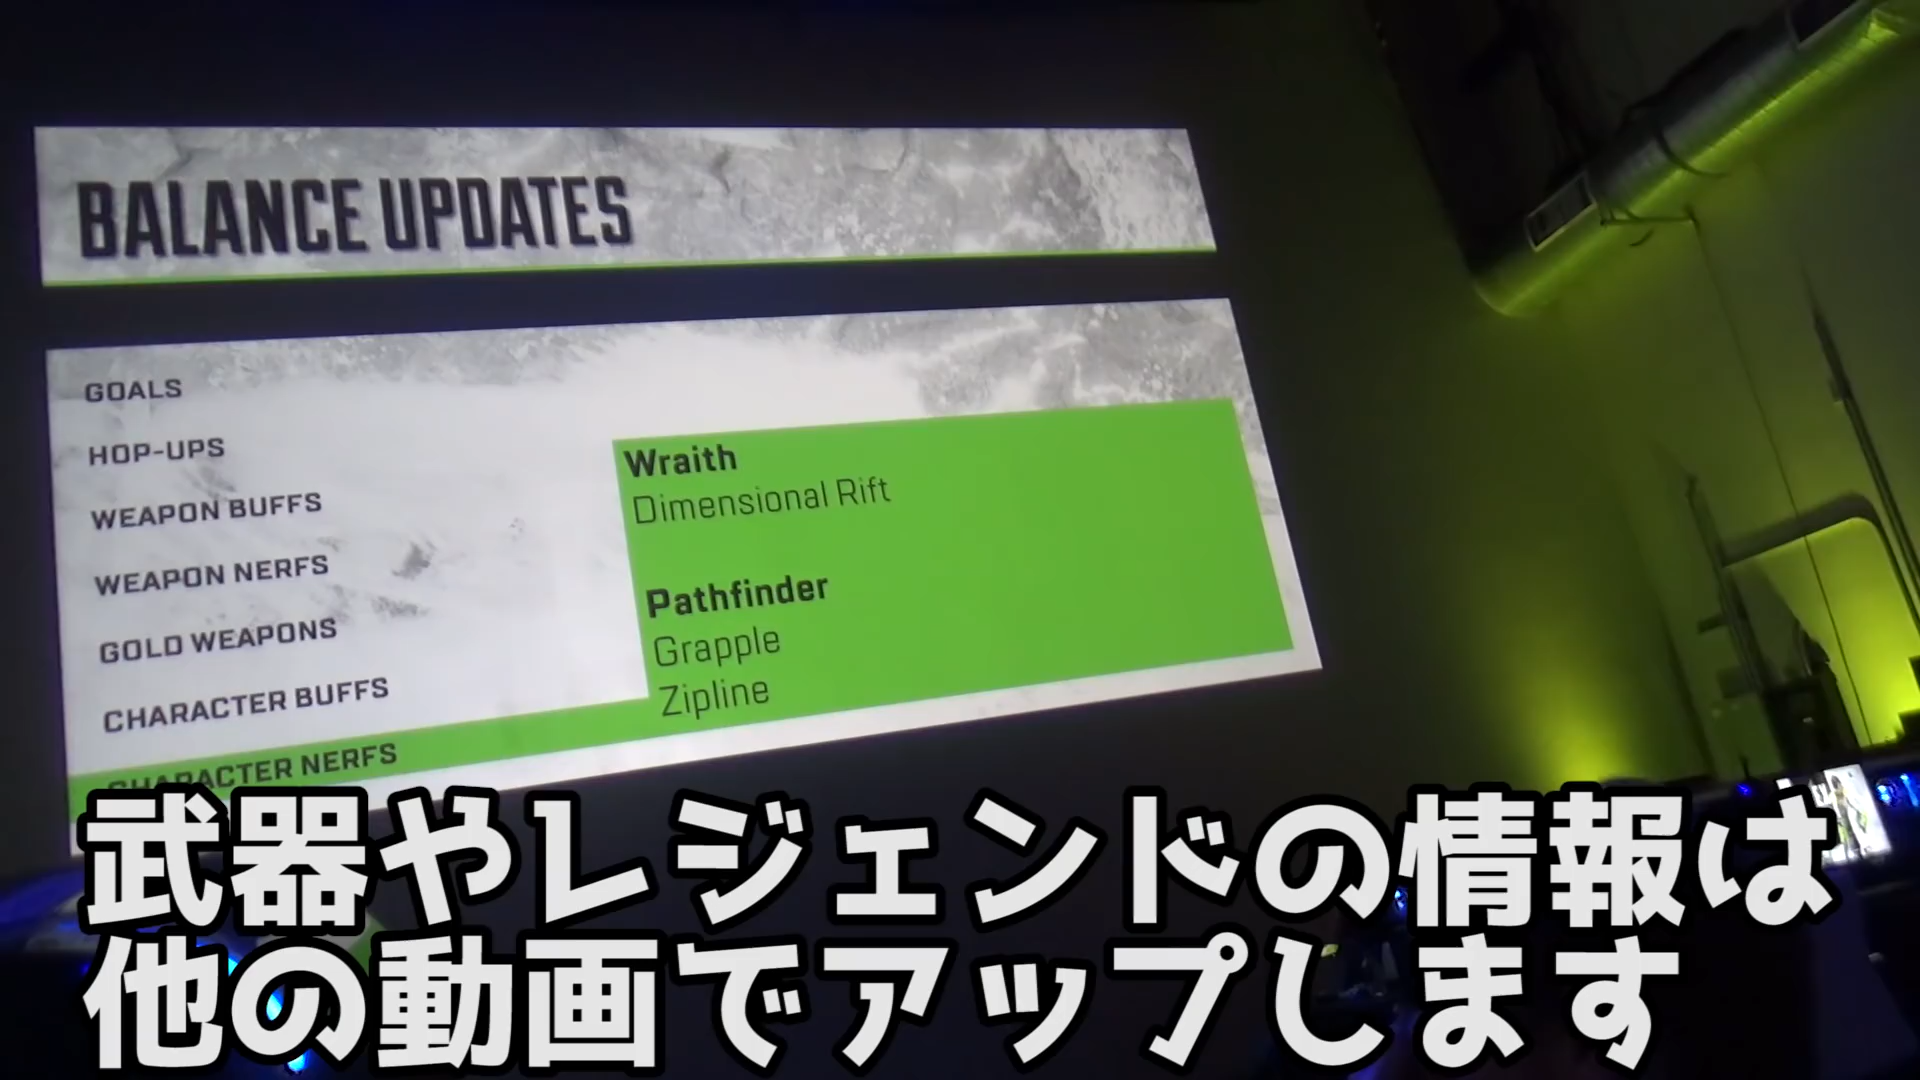 BALANCE UPDATES
GOALS
HOP-UPS
WEAPON BUFFS
WEAPON NERFS
GOLD WEAPONS
CHARACTER BUFFS
CHARACTER NERFS
Wraith
Dimensional Rift
Pathfinder
Grapple
Zipline
武器やレジェンドの情報は
他の動画でアップします